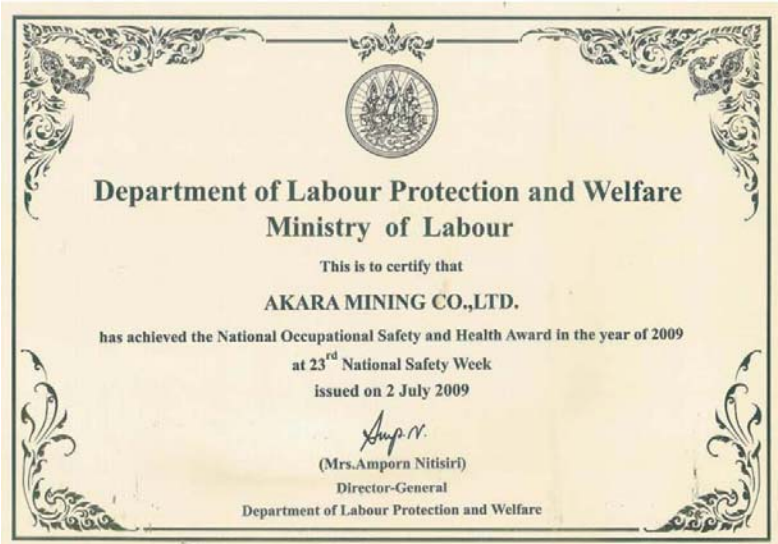 Department of Labour Protection and Welfare
Ministry of Labour
This is to certify that
AKARA MINING CO.,LTD.
has achieved the National Occupational Safety and Health Award in the year of 2009
at 23rd National Safety Week
issued on 2 July 2009
Amp. N.
(Mrs.Amporn Nitisiri)
Director-General
Department of Labour Protection and Welfare